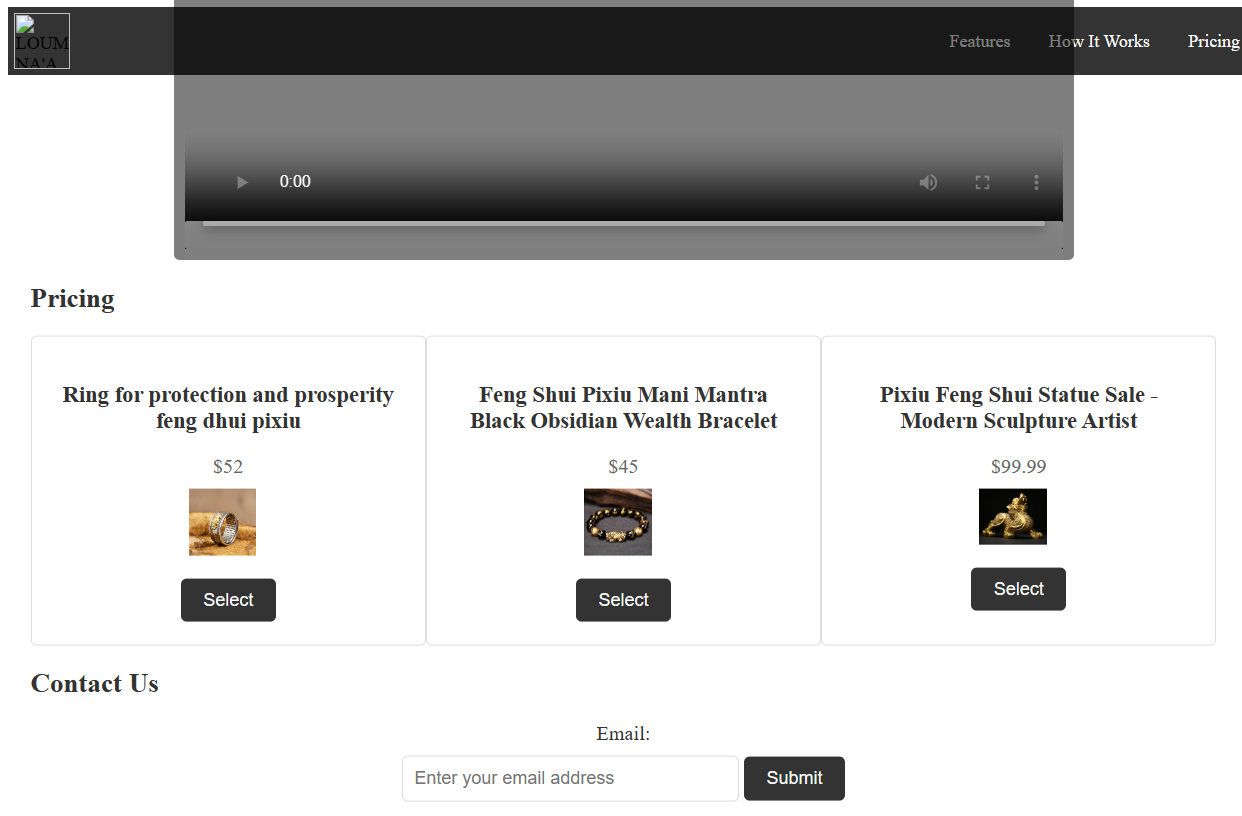 LOUM
NA'A
Features How It Works Pricing
0:00
Pricing
Ring for protection and prosperity
feng dhui pixiu
$52
Select
Feng Shui Pixiu Mani Mantra
Black Obsidian Wealth Bracelet
$45
Select
Pixiu Feng Shui Statue Sale -
Modern Sculpture Artist
$99.99
Select
Contact Us
Email:
Enter your email address Submit